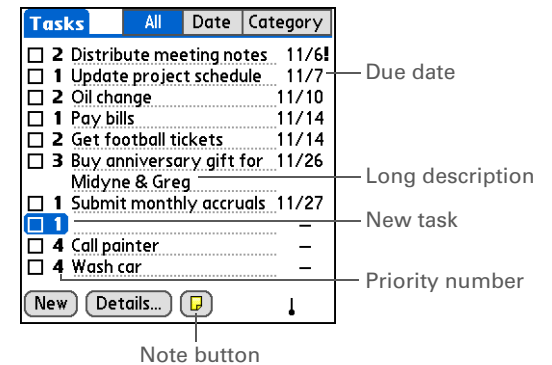 Tasks All Date Category
2 Distribute meeting notes 11/6!
1 Update project schedule 11/7
Due date
2 Oil change 11/10
1 Pay bills 11/14
2 Get football tickets 11/14
3 Buy anniversary gift for 11/26
Midyne & Greg
Long description
1 Submit monthly accruals 11/27
1 –
New task
4 Call painter –
4 Wash car –
Priority number
New Details...
Note button